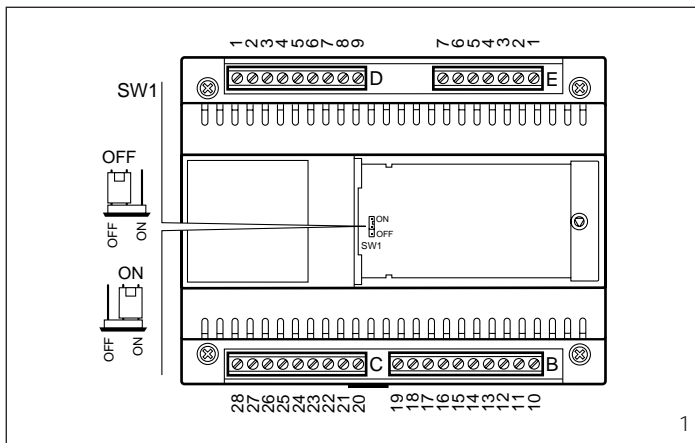 1 2 3 4 5 6 7 8 9
7 6 5 4 3 2 1
D
E
SW1
OFF
OFF
ON
ON
OFF
SW1
ON
OFF
ON
C
B
28 27 26 25 24 23 22 21 20
19 18 17 16 15 14 13 12 11 10
1